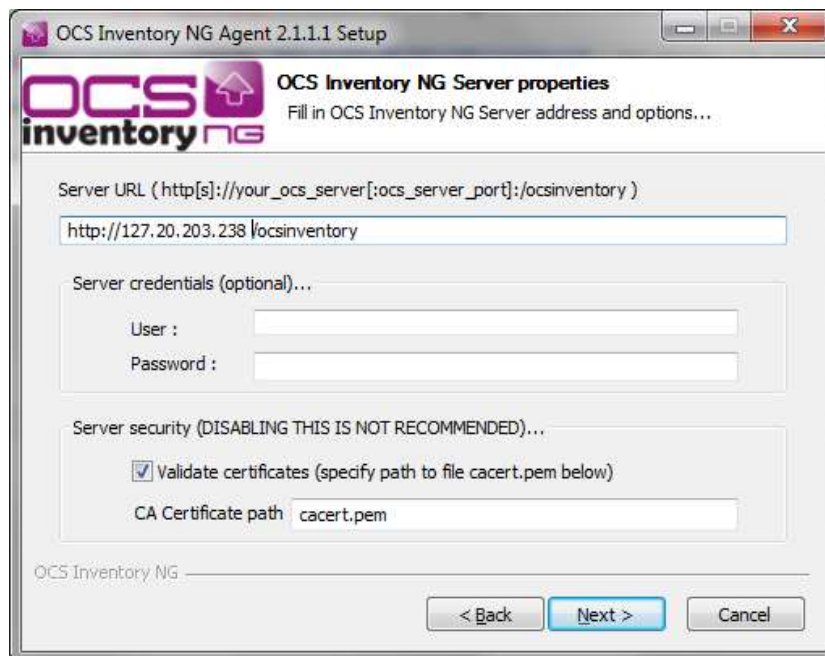 OCS Inventory NG Agent 2.1.1.1 Setup
OCS
inventory NG
OCS Inventory NG Server properties
Fill in OCS Inventory NG Server address and options...
Server URL ( http[s]://your_ocs_server[:ocs_server_port]:/ocsinventory )
http://127.20.203.238 /ocsinventory
Server credentials (optional)...
User :
Password :
Server security (DISABLING THIS IS NOT RECOMMENDED)...
Validate certificates (specify path to file cacert.pem below)
CA Certificate path cacert.pem
OCS Inventory NG
< Back Next > Cancel